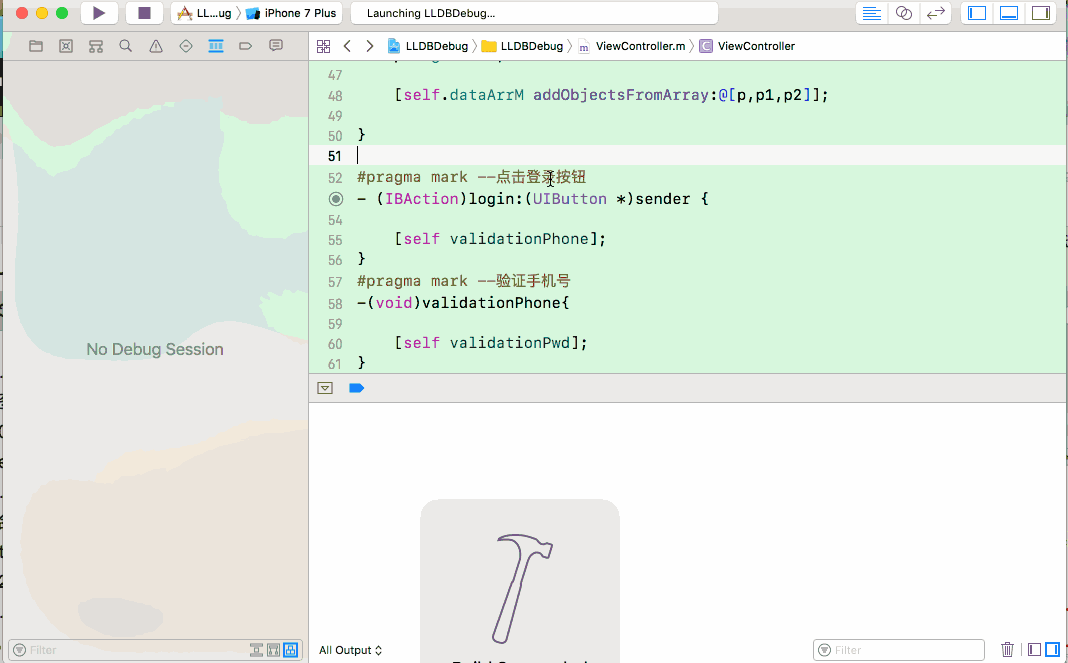 LL...ug 〉 iPhone 7 Plus
Launching LLDBDebug...
LLDBDebug 〉 LLDBDebug 〉 m ViewController.m 〉 C ViewController
47
48 [self.dataArrM addObjectsFromArray:@[p,p1,p2]];
49
50 }
51
52 #pragma mark --点击登录按钮
- (IBAction)login:(UIButton *)sender {
54
55 [self validationPhone];
56 }
57 #pragma mark --验证手机号
58 -(void)validationPhone{
59
60 [self validationPwd];
61 }
No Debug Session
Filter
All Output
Filter